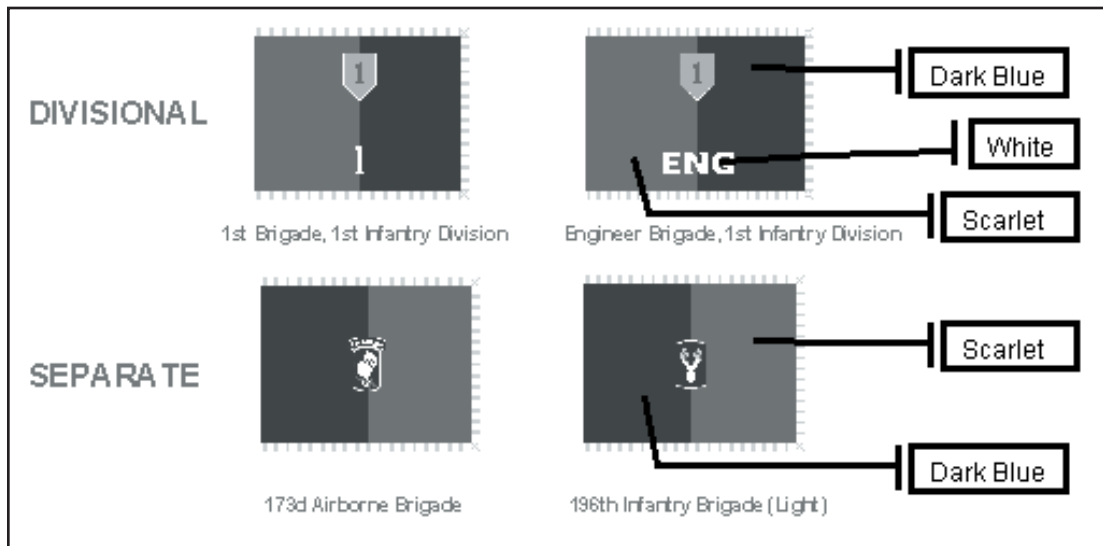 DIVISIONAL
1
1
1st Brigade, 1st Infantry Division
1
ENG
Engineer Brigade, 1st Infantry Division
Dark Blue
White
Scarlet
SEPARATE
173d Airborne Brigade
196th Infantry Brigade (Light)
Scarlet
Dark Blue